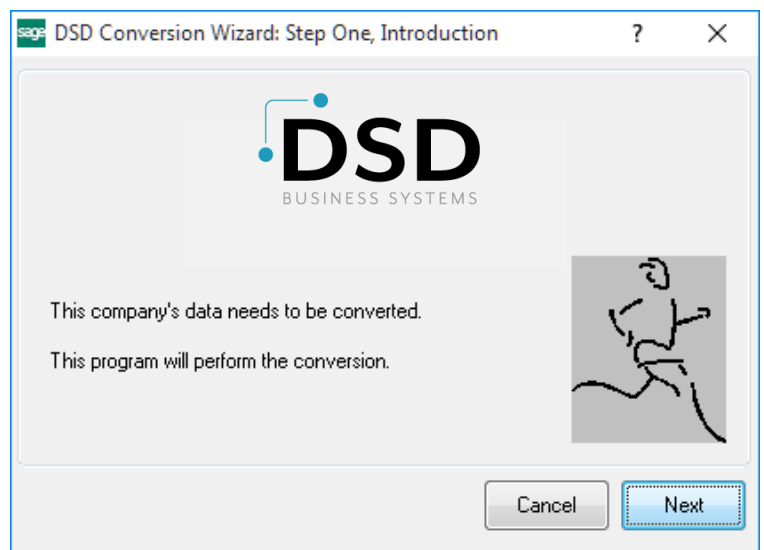 sage DSD Conversion Wizard: Step One, Introduction ?
DSD
BUSINESS SYSTEMS
This company's data needs to be converted.
This program will perform the conversion.
Cancel Next